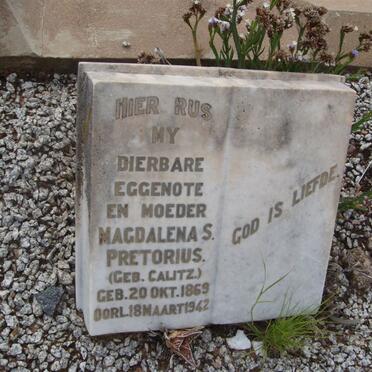 HIER RUS
MY
DIERBARE
EGGENOTE
EN MOEDER
MAGDALENA S.
PRETORIUS.
(GEB. CALITZ.)
GEB. 20 OKT. 1869
OORL. 18 MAART 1942
GOD IS LIEFDE.